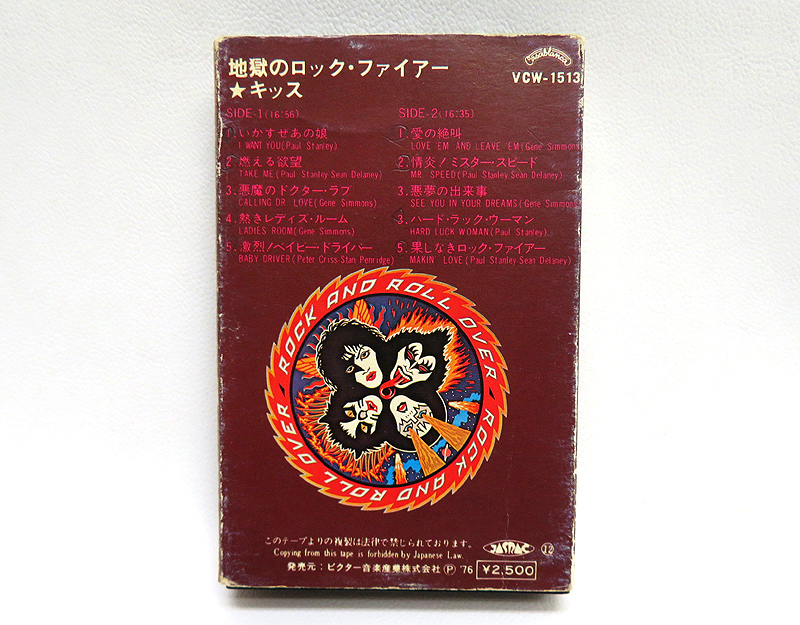 地獄のロック・ファイアー
★キッス
Casablanca
VCW-1513
SIDE-1(16:56)
1.いかすぜあの娘
I WANT YOU(Paul Stanley)
2.燃える欲望
TAKE ME(Paul Stanley·Sean Delaney)
3.悪魔のドクター・ラブ
CALLING DR. LOVE(Gene Simmons)
4.熱きレディズ・ルーム
LADIES ROOM(Gene Simmons)
5.激烈!ベイビー・ドライバー
BABY DRIVER(Peter Criss·Stan Penridge)
SIDE-2(16:35)
1.愛の絶叫
LOVE 'EM AND LEAVE 'EM(Gene Simmons
2.情炎!ミスター・スピード
MR. SPEED(Paul Stanley·Sean Delaney)
3.悪夢の出来事
SEE YOU IN YOUR DREAMS(Gene Simmons
3.ハード・ラック・ウーマン
HARD LUCK WOMAN(Paul Stanley)
5.果しなきロック・ファイアー
MAKIN' LOVE(Paul Stanley·Sean Delaney)
ROCK AND ROLL OVER · ROCK AND ROLL OVER ·
このテープよりの複製は法律で禁じられております。
Copying from this tape is forbidden by Japanese Law.
発売元:ビクター音楽産業株式会社 Ⓟ '76 ¥2,500
JASRAC ⑫